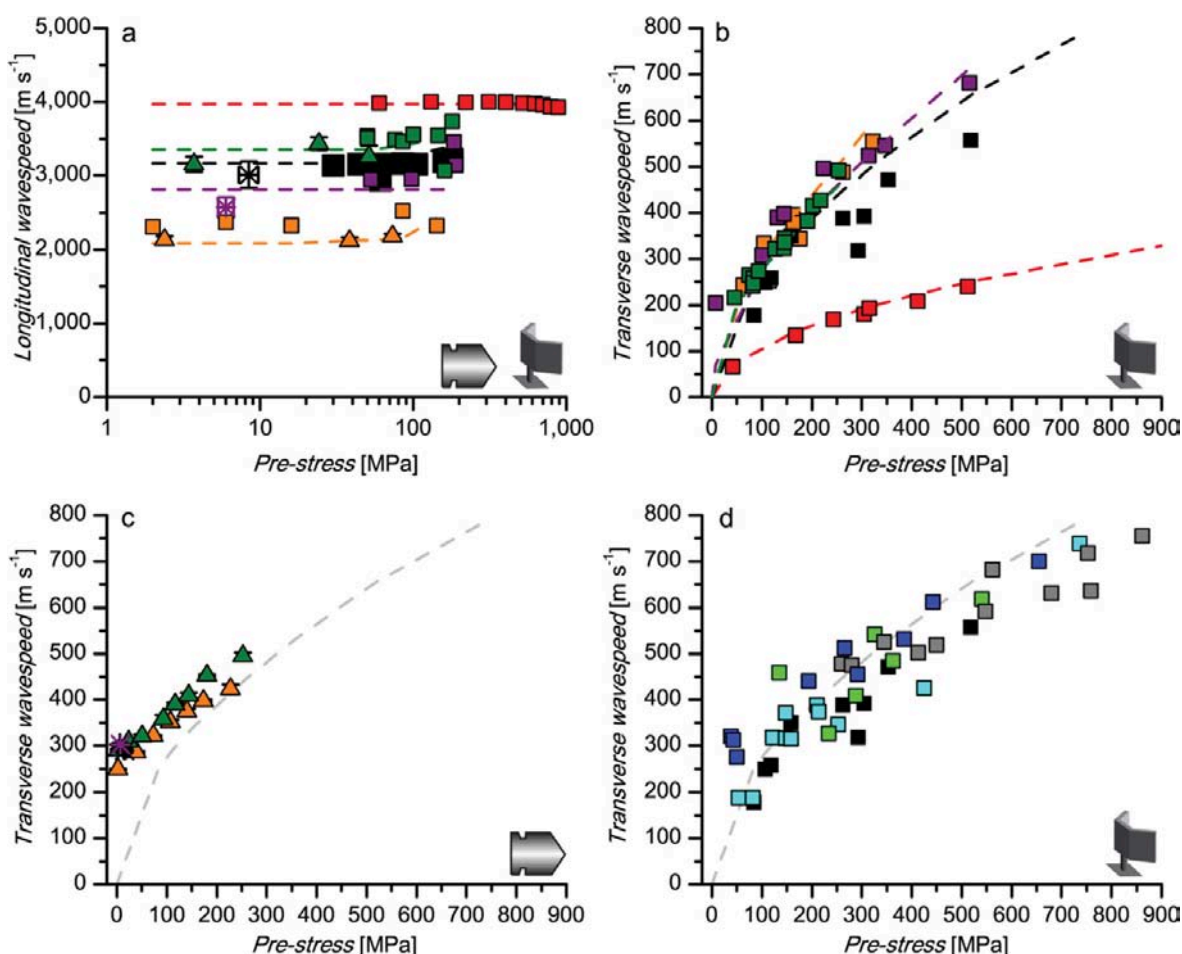 a
Longitudinal wavespeed [m s⁻¹]
5,000
4,000
3,000
2,000
1,000
0
1 10 100 1,000
Pre-stress [MPa]
b
Transverse wavespeed [m s⁻¹]
800
700
600
500
400
300
200
100
0
0 100 200 300 400 500 600 700 800 900
Pre-stress [MPa]
c
Transverse wavespeed [m s⁻¹]
800
700
600
500
400
300
200
100
0
0 100 200 300 400 500 600 700 800 900
Pre-stress [MPa]
d
Transverse wavespeed [m s⁻¹]
800
700
600
500
400
300
200
100
0
0 100 200 300 400 500 600 700 800 900
Pre-stress [MPa]